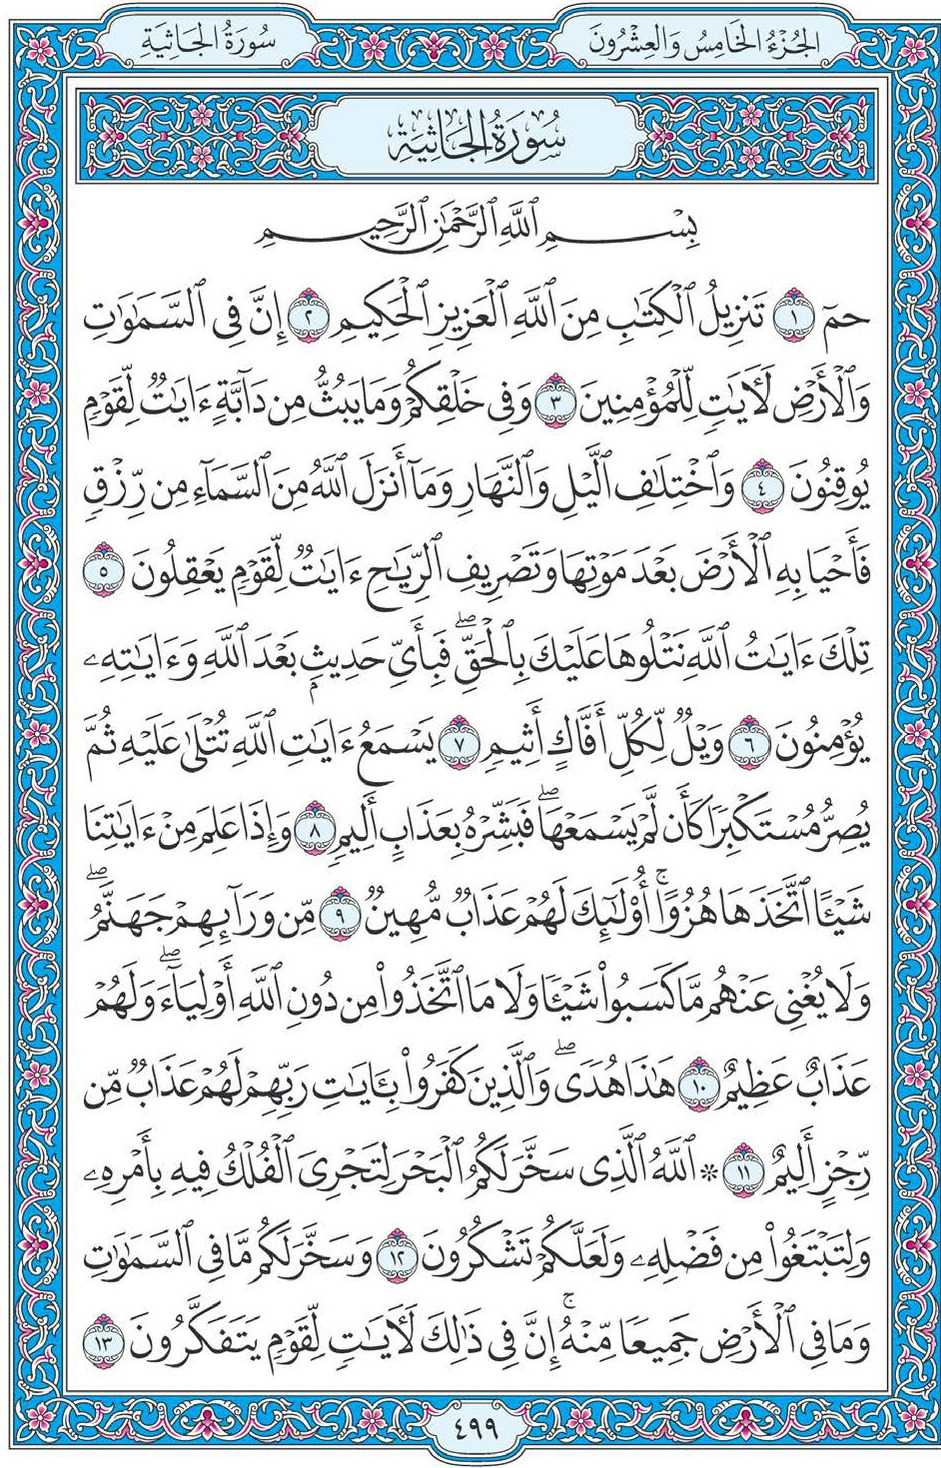 الجُزْءُ الخَامِسُ وَالعِشْرُونَ
سُورَةُ الجَاثِيَةِ
سُورَةُ الجَاثِيَةِ
بِسْمِ ٱللَّهِ ٱلرَّحْمَٰنِ ٱلرَّحِيمِ
حمٓ ١ تَنزِيلُ ٱلْكِتَٰبِ مِنَ ٱللَّهِ ٱلْعَزِيزِ ٱلْحَكِيمِ ٢ إِنَّ فِى ٱلسَّمَٰوَٰتِ
وَٱلْأَرْضِ لَءَايَٰتٍ لِّلْمُؤْمِنِينَ ٣ وَفِى خَلْقِكُمْ وَمَا يَبُثُّ مِن دَآبَّةٍ ءَايَٰتٌ لِّقَوْمٍ
يُوقِنُونَ ٤ وَٱخْتِلَٰفِ ٱلَّيْلِ وَٱلنَّهَارِ وَمَآ أَنزَلَ ٱللَّهُ مِنَ ٱلسَّمَآءِ مِن رِّزْقٍ
فَأَحْيَا بِهِ ٱلْأَرْضَ بَعْدَ مَوْتِهَا وَتَصْرِيفِ ٱلرِّيَٰحِ ءَايَٰتٌ لِّقَوْمٍ يَعْقِلُونَ ٥
تِلْكَ ءَايَٰتُ ٱللَّهِ نَتْلُوهَا عَلَيْكَ بِٱلْحَقِّۖ فَبِأَىِّ حَدِيثٍۭ بَعْدَ ٱللَّهِ وَءَايَٰتِهِۦ
يُؤْمِنُونَ ٦ وَيْلٌ لِّكُلِّ أَفَّاكٍ أَثِيمٍ ٧ يَسْمَعُ ءَايَٰتِ ٱللَّهِ تُتْلَىٰ عَلَيْهِ ثُمَّ
يُصِرُّ مُسْتَكْبِرًا كَأَن لَّمْ يَسْمَعْهَاۖ فَبَشِّرْهُ بِعَذَابٍ أَلِيمٍ ٨ وَإِذَا عَلِمَ مِنْ ءَايَٰتِنَا
شَيْـًٔا ٱتَّخَذَهَا هُزُوًاۚ أُو۟لَٰٓئِكَ لَهُمْ عَذَابٌ مُّهِينٌ ٩ مِّن وَرَآئِهِمْ جَهَنَّمُۖ
وَلَا يُغْنِى عَنْهُم مَّا كَسَبُوا۟ شَيْـًٔا وَلَا مَا ٱتَّخَذُوا۟ مِن دُونِ ٱللَّهِ أَوْلِيَآءَۖ وَلَهُمْ
عَذَابٌ عَظِيمٌ ١٠ هَٰذَا هُدًىۖ وَٱلَّذِينَ كَفَرُوا۟ بِـَٔايَٰتِ رَبِّهِمْ لَهُمْ عَذَابٌ مِّن
رِّجْزٍ أَلِيمٌ ١١ ۞ ٱللَّهُ ٱلَّذِى سَخَّرَ لَكُمُ ٱلْبَحْرَ لِتَجْرِىَ ٱلْفُلْكُ فِيهِ بِأَمْرِهِۦ
وَلِتَبْتَغُوا۟ مِن فَضْلِهِۦ وَلَعَلَّكُمْ تَشْكُرُونَ ١٢ وَسَخَّرَ لَكُم مَّا فِى ٱلسَّمَٰوَٰتِ
وَمَا فِى ٱلْأَرْضِ جَمِيعًا مِّنْهُۚ إِنَّ فِى ذَٰلِكَ لَءَايَٰتٍ لِّقَوْمٍ يَتَفَكَّرُونَ ١٣
٤٩٩